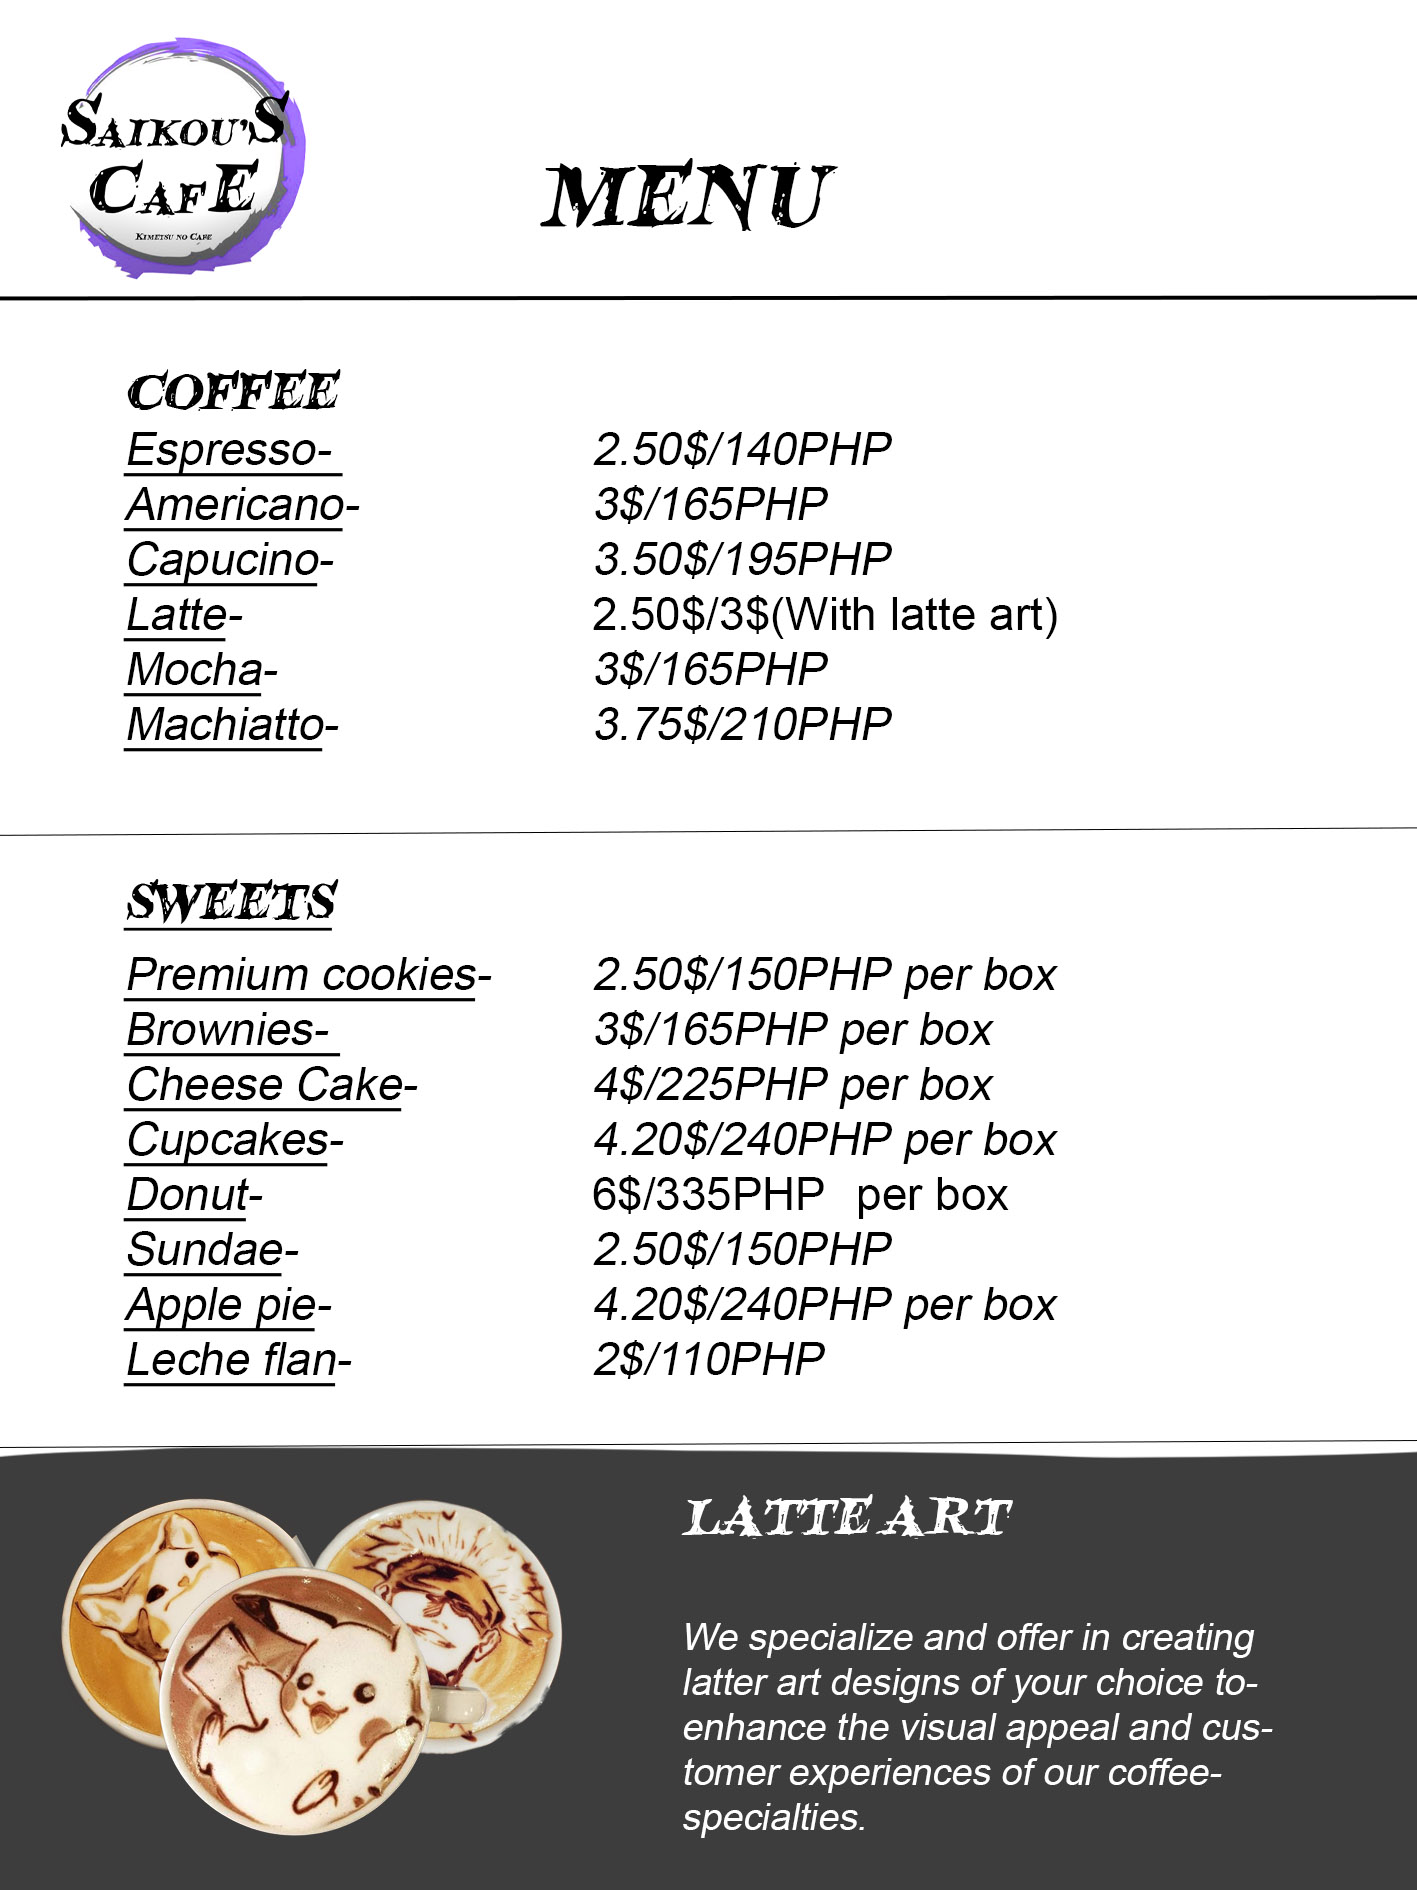 SAIKOU'S
CAFE
KIMETSU NO CAFE
MENU
COFFEE
Espresso- 2.50$/140PHP
Americano- 3$/165PHP
Capucino- 3.50$/195PHP
Latte- 2.50$/3$(With latte art)
Mocha- 3$/165PHP
Machiatto- 3.75$/210PHP
SWEETS
Premium cookies- 2.50$/150PHP per box
Brownies- 3$/165PHP per box
Cheese Cake- 4$/225PHP per box
Cupcakes- 4.20$/240PHP per box
Donut- 6$/335PHP per box
Sundae- 2.50$/150PHP
Apple pie- 4.20$/240PHP per box
Leche flan- 2$/110PHP
LATTE ART
We specialize and offer in creating
latter art designs of your choice to-
enhance the visual appeal and cus-
tomer experiences of our coffee-
specialties.